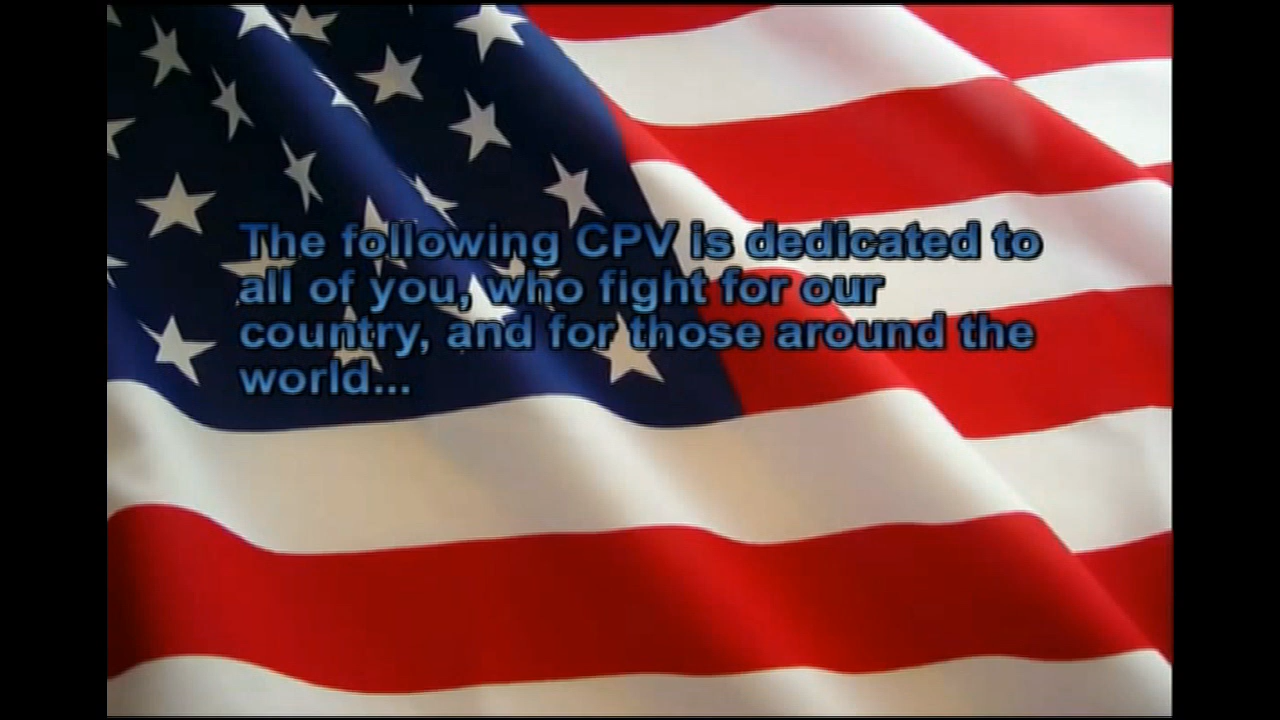 The following CPV is dedicated to
all of you, who fight for our
country, and for those around the
world...